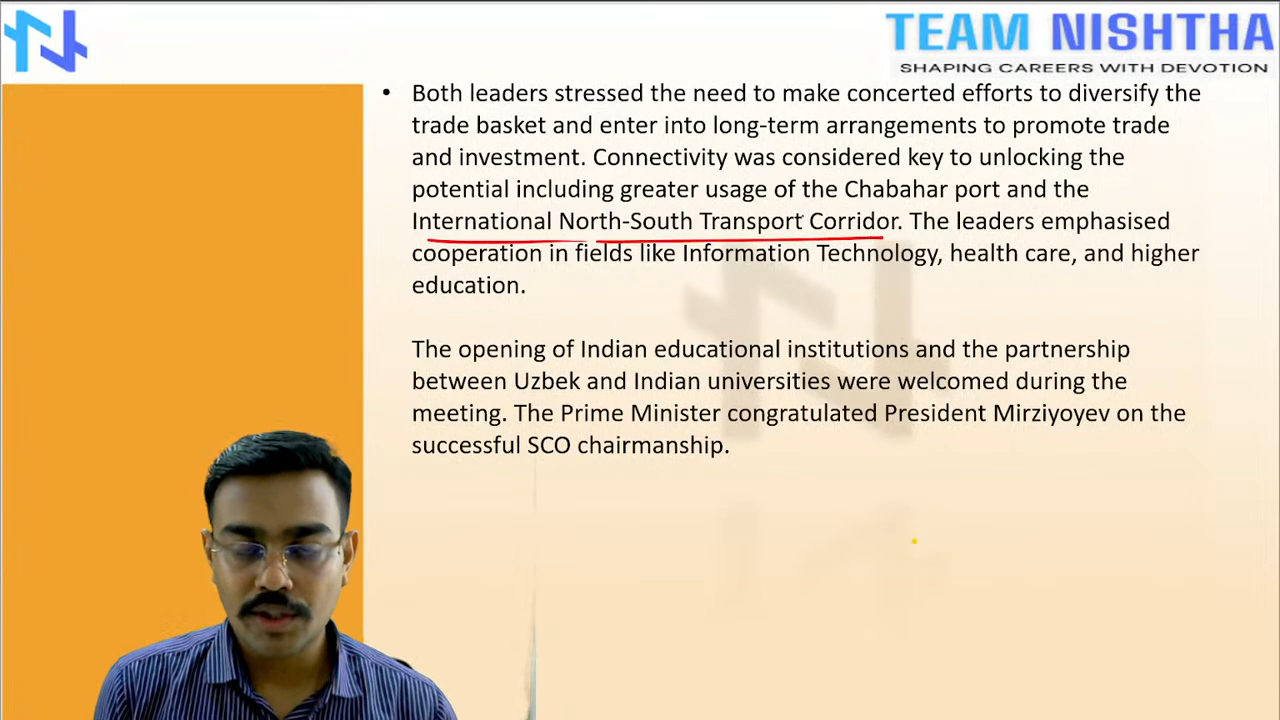 TEAM NISHTHA
SHAPING CAREERS WITH DEVOTION
• Both leaders stressed the need to make concerted efforts to diversify the
trade basket and enter into long-term arrangements to promote trade
and investment. Connectivity was considered key to unlocking the
potential including greater usage of the Chabahar port and the
International North-South Transport Corridor. The leaders emphasised
cooperation in fields like Information Technology, health care, and higher
education.
The opening of Indian educational institutions and the partnership
between Uzbek and Indian universities were welcomed during the
meeting. The Prime Minister congratulated President Mirziyoyev on the
successful SCO chairmanship.